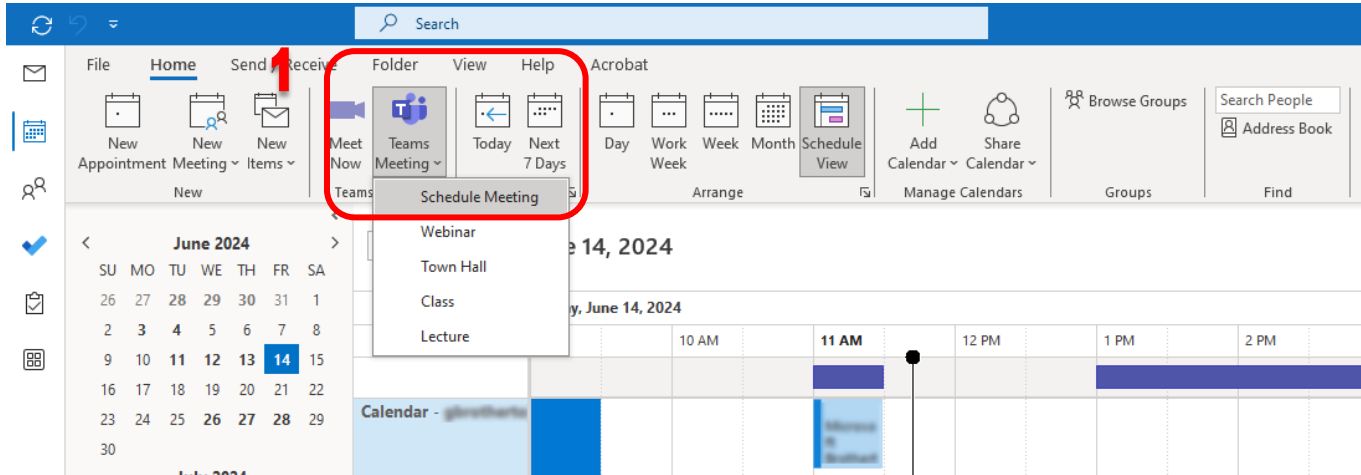 Search
File Home Send / Receive Folder View Help Acrobat
1
New Appointment
New Meeting
New Items
Meet Now
Teams Meeting
Today
Next 7 Days
Day
Work Week
Week
Month
Schedule View
Add Calendar
Share Calendar
Browse Groups
Search People
Address Book
New
Teams
Arrange
Manage Calendars
Groups
Find
Schedule Meeting
Webinar
Town Hall
Class
Lecture
June 2024
SU MO TU WE TH FR SA
26 27 28 29 30 31 1
2 3 4 5 6 7 8
9 10 11 12 13 14 15
16 17 18 19 20 21 22
23 24 25 26 27 28 29
30
14, 2024
June 14, 2024
10 AM 11 AM 12 PM 1 PM 2 PM
Calendar -